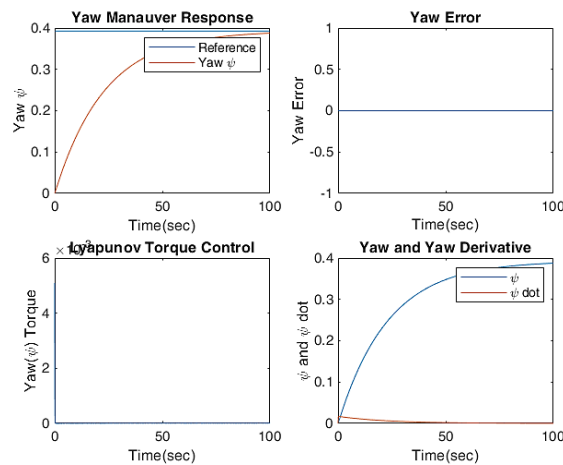 Yaw Manauver Response
0.4
0.3
0.2
0.1
0
Yaw ψ
Reference
Yaw ψ
0 50 100
Time(sec)
Yaw Error
1
0.5
0
-0.5
-1
Yaw Error
0 50 100
Time(sec)
Lyapunov Torque Control
6
4
2
0
Yaw(ψ) Torque
0 50 100
Time(sec)
Yaw and Yaw Derivative
0.4
0.3
0.2
0.1
0
ψ and ψ dot
ψ
ψ dot
0 50 100
Time(sec)